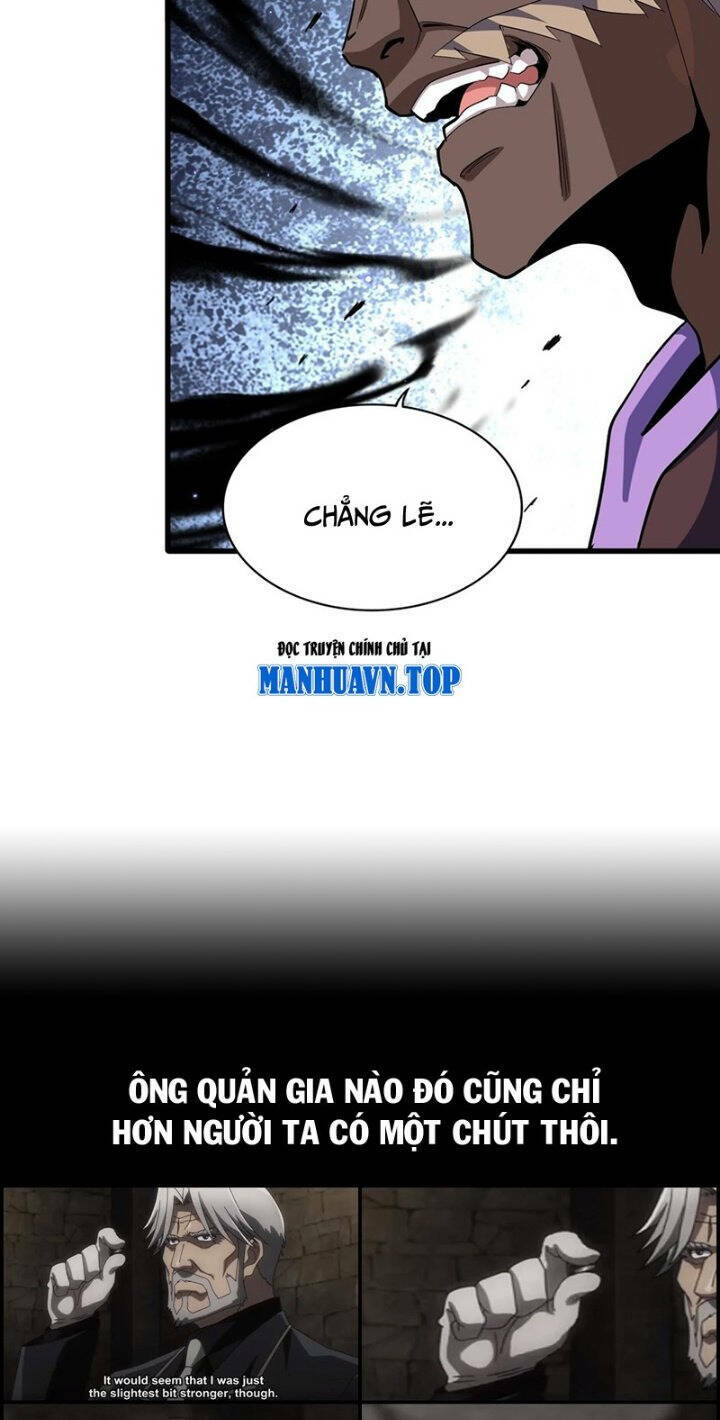 CHẲNG LẼ...
ĐỌC TRUYỆN CHÍNH CHỦ TẠI
MANHUAVN.TOP
ÔNG QUẢN GIA NÀO ĐÓ CŨNG CHỈ
HƠN NGƯỜI TA CÓ MỘT CHÚT THÔI.
It would seem that I was just
the slightest bit stronger, though.